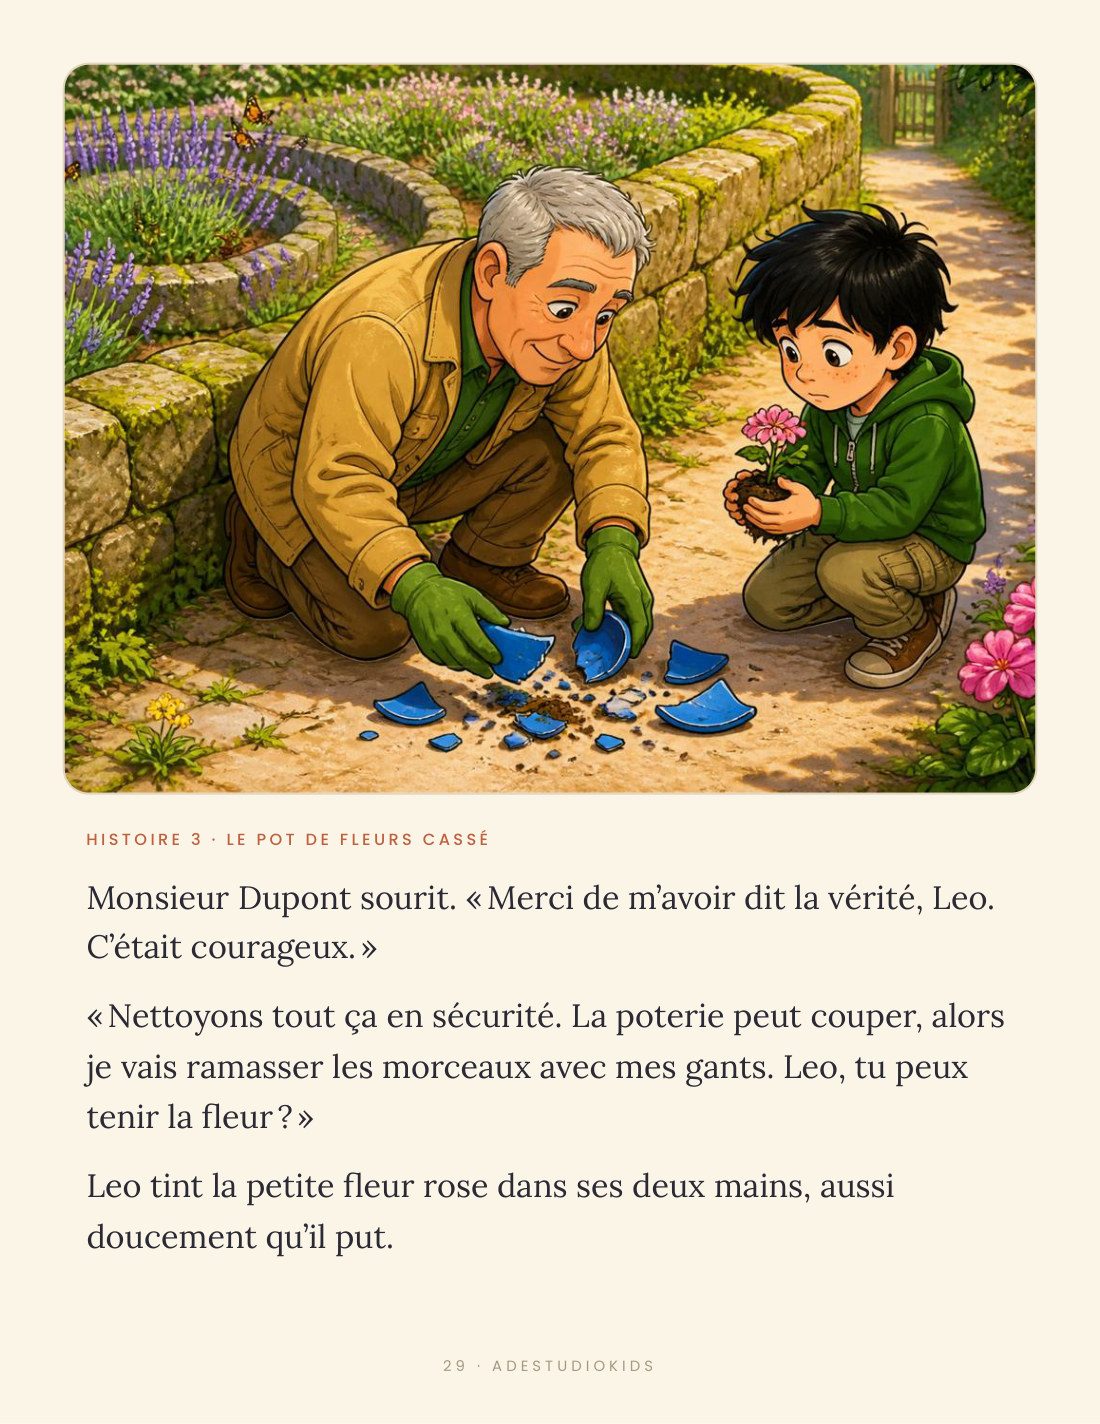 HISTOIRE 3 · LE POT DE FLEURS CASSÉ
Monsieur Dupont sourit. « Merci de m’avoir dit la vérité, Leo.
C’était courageux. »
« Nettoyons tout ça en sécurité. La poterie peut couper, alors
je vais ramasser les morceaux avec mes gants. Leo, tu peux
tenir la fleur ? »
Leo tint la petite fleur rose dans ses deux mains, aussi
doucement qu’il put.
29 · ADESTUDIOKIDS